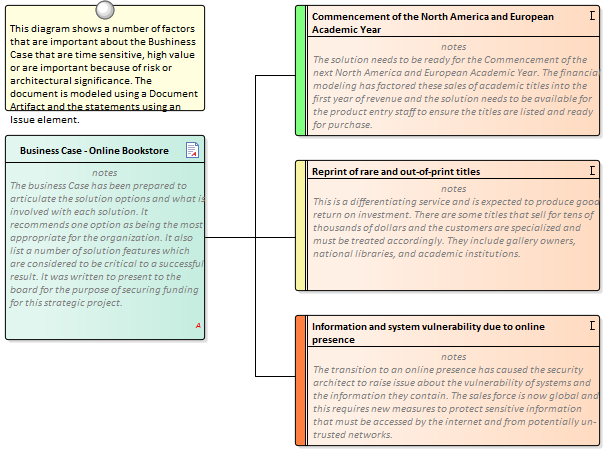 This diagram shows a number of factors
that are important about the Bushiness
Case that are time sensitive, high value
or are important because of risk or
architectural significance. The
document is modeled using a Document
Artifact and the statements using an
Issue element.
Business Case - Online Bookstore
notes
The business Case has been prepared to
articulate the solution options and what is
involved with each solution. It
recommends one option as being the most
appropriate for the organization. It also
list a number of solution features which
are considered to be critical to a successful
result. It was written to present to the
board for the purpose of securing funding
for this strategic project.
A
Commencement of the North America and European
Academic Year
I
notes
The solution needs to be ready for the Commencement of the
next North America and European Academic Year. The financial
modeling has factored these sales of academic titles into the
first year of revenue and the solution needs to be available for
the product entry staff to ensure the titles are listed and ready
for purchase.
Reprint of rare and out-of-print titles
I
notes
This is a differentiating service and is expected to produce good
return on investment. There are some titles that sell for tens of
thousands of dollars and the customers are specialized and
must be treated accordingly. They include gallery owners,
national libraries, and academic institutions.
Information and system vulnerability due to online
presence
I
notes
The transition to an online presence has caused the security
architect to raise issue about the vulnerability of systems and
the information they contain. The sales force is now global and
this requires new measures to protect sensitive information
that must be accessed by the internet and from potentially un-
trusted networks.